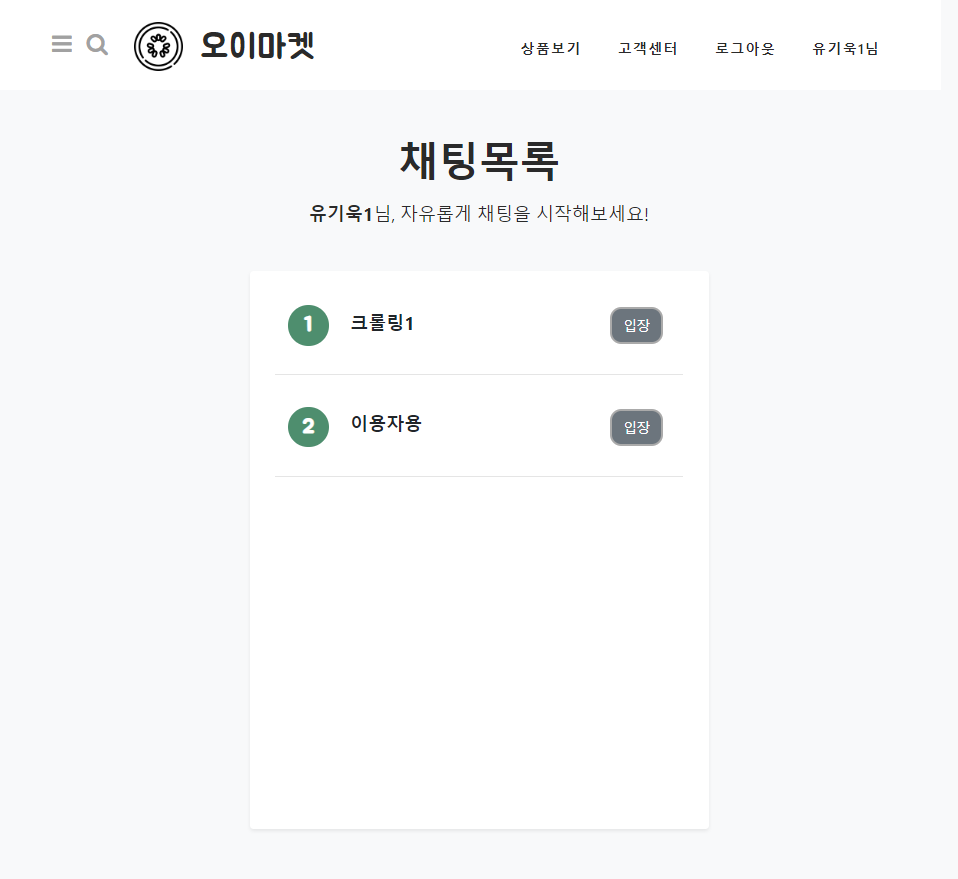 오이마켓
상품보기 고객센터 로그아웃 유기욱1님
채팅목록
유기욱1님, 자유롭게 채팅을 시작해보세요!
1 크롤링1 입장
2 이용자용 입장